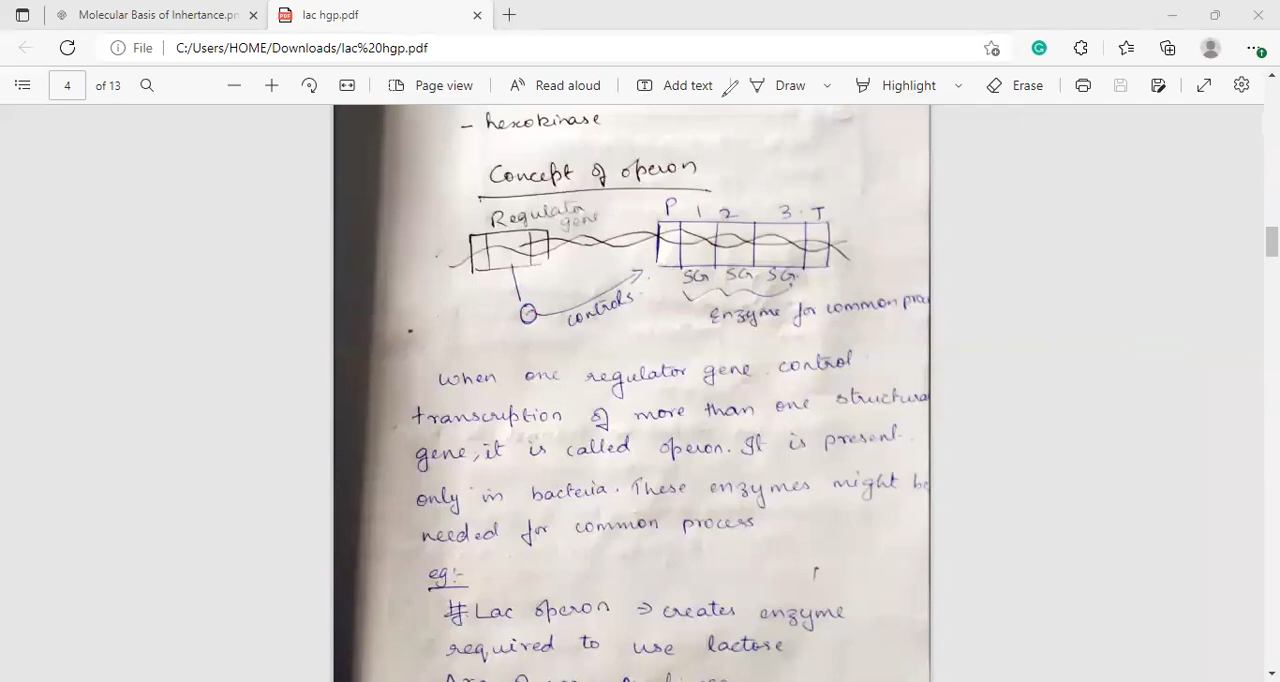 Molecular Basis of Inhertance.pn
lac hgp.pdf
File
C:/Users/HOME/Downloads/lac%20hgp.pdf
4 of 13
Page view
Read aloud
Add text
Draw
Highlight
Erase
- hexokinase
Concept of operon
Regulator gene
P 1 2 3 T
SG SG SG
controls
Enzyme for common proc
When one regulator gene control
transcription of more than one structura
gene, it is called operon. It is present
only in bacteria. These enzymes might be
needed for common process
eg:-
# Lac operon ⇒ creates enzyme
required to use lactose